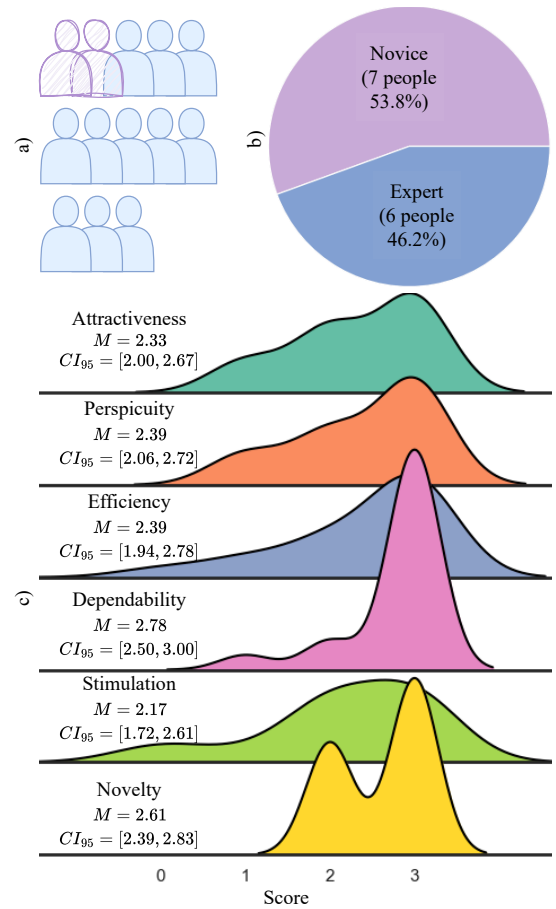 a)
b)
Novice
(7 people
53.8%)
Expert
(6 people
46.2%)
c)
Attractiveness
M = 2.33
CI95 = [2.00, 2.67]
Perspicuity
M = 2.39
CI95 = [2.06, 2.72]
Efficiency
M = 2.39
CI95 = [1.94, 2.78]
Dependability
M = 2.78
CI95 = [2.50, 3.00]
Stimulation
M = 2.17
CI95 = [1.72, 2.61]
Novelty
M = 2.61
CI95 = [2.39, 2.83]
0 1 2 3
Score